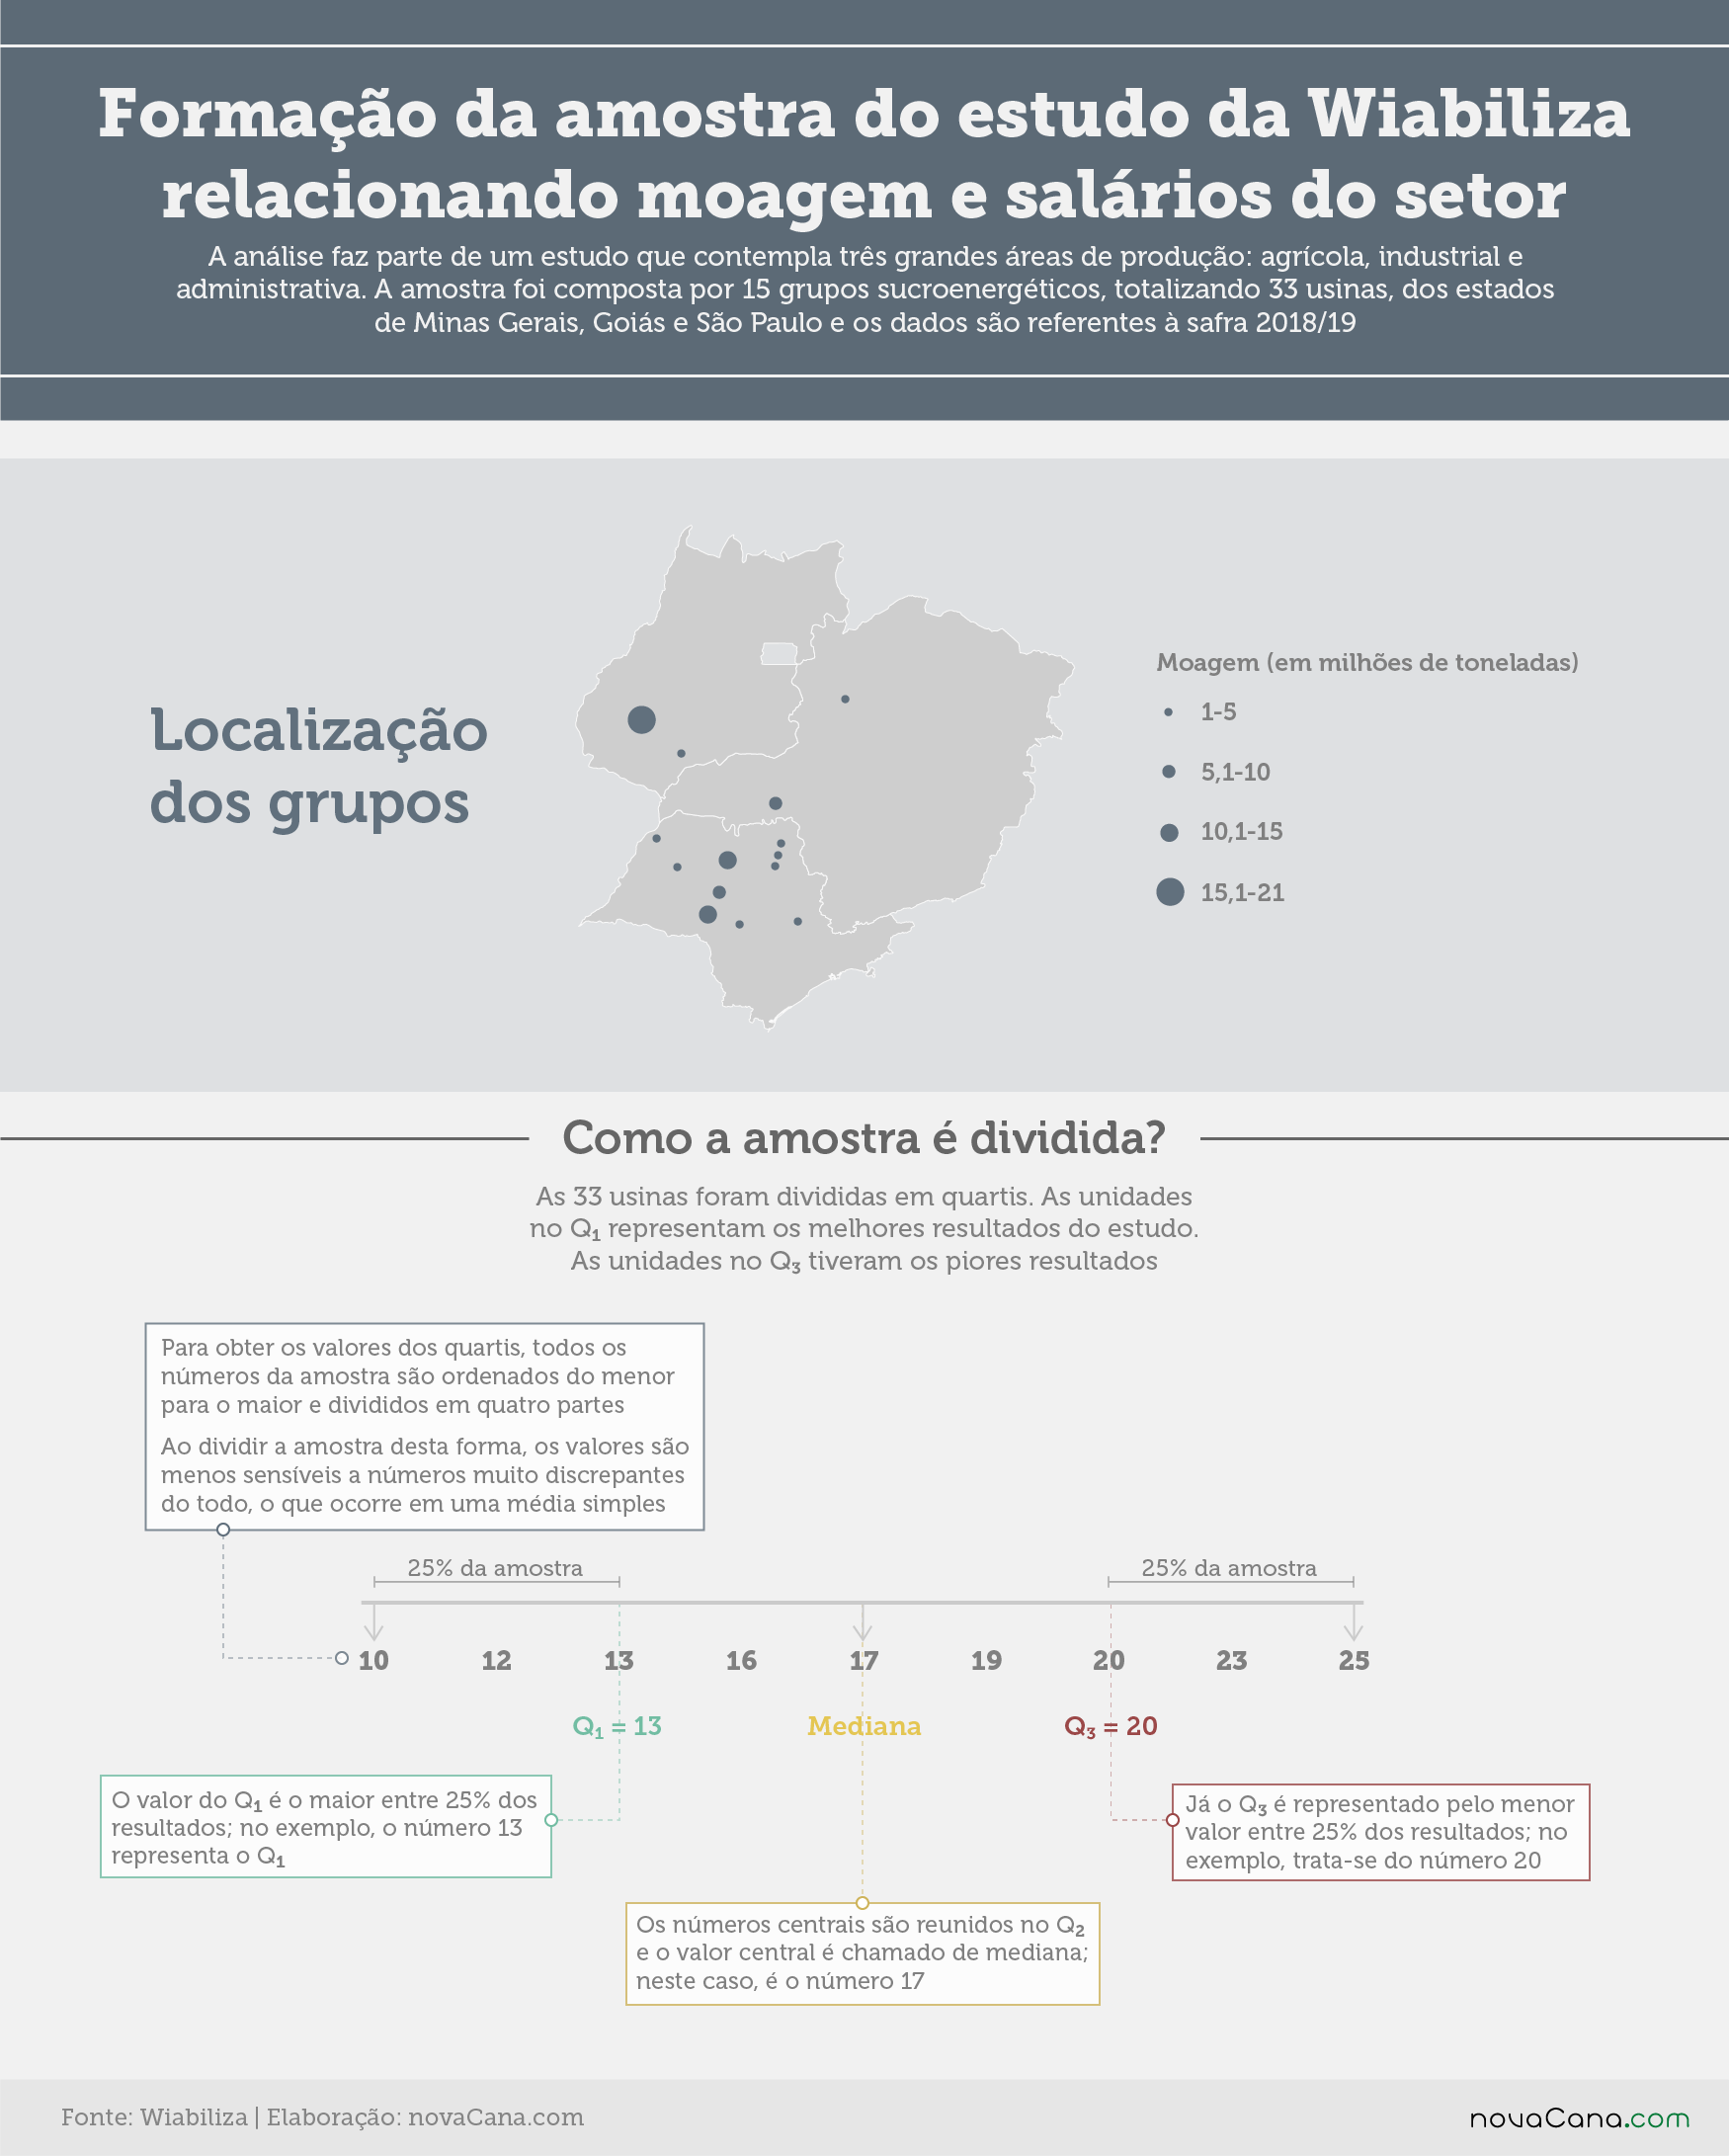 Formação da amostra do estudo da Wiabiliza
relacionando moagem e salários do setor
A análise faz parte de um estudo que contempla três grandes áreas de produção: agrícola, industrial e
administrativa. A amostra foi composta por 15 grupos sucroenergéticos, totalizando 33 usinas, dos estados
de Minas Gerais, Goiás e São Paulo e os dados são referentes à safra 2018/19
Localização
dos grupos
Moagem (em milhões de toneladas)
1-5
5,1-10
10,1-15
15,1-21
Como a amostra é dividida?
As 33 usinas foram divididas em quartis. As unidades
no Q₁ representam os melhores resultados do estudo.
As unidades no Q₃ tiveram os piores resultados
Para obter os valores dos quartis, todos os
números da amostra são ordenados do menor
para o maior e divididos em quatro partes
Ao dividir a amostra desta forma, os valores são
menos sensíveis a números muito discrepantes
do todo, o que ocorre em uma média simples
25% da amostra
25% da amostra
10 12 13 16 17 19 20 23 25
Q₁ = 13
Mediana
Q₃ = 20
O valor do Q₁ é o maior entre 25% dos
resultados; no exemplo, o número 13
representa o Q₁
Já o Q₃ é representado pelo menor
valor entre 25% dos resultados; no
exemplo, trata-se do número 20
Os números centrais são reunidos no Q₂
e o valor central é chamado de mediana;
neste caso, é o número 17
Fonte: Wiabiliza | Elaboração: novaCana.com
novaCana.com